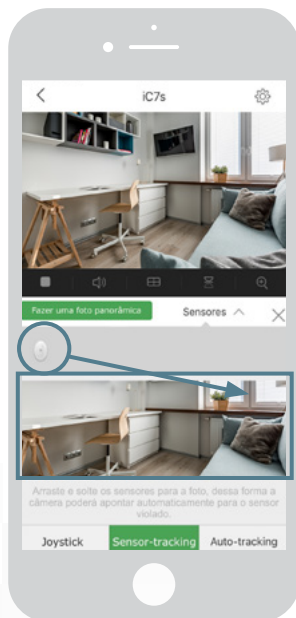 iC7s
Fazer uma foto panorâmica
Sensores
Arraste e solte os sensores para a foto, dessa forma a
câmera poderá apontar automaticamente para o sensor
violado.
Joystick
Sensor-tracking
Auto-tracking